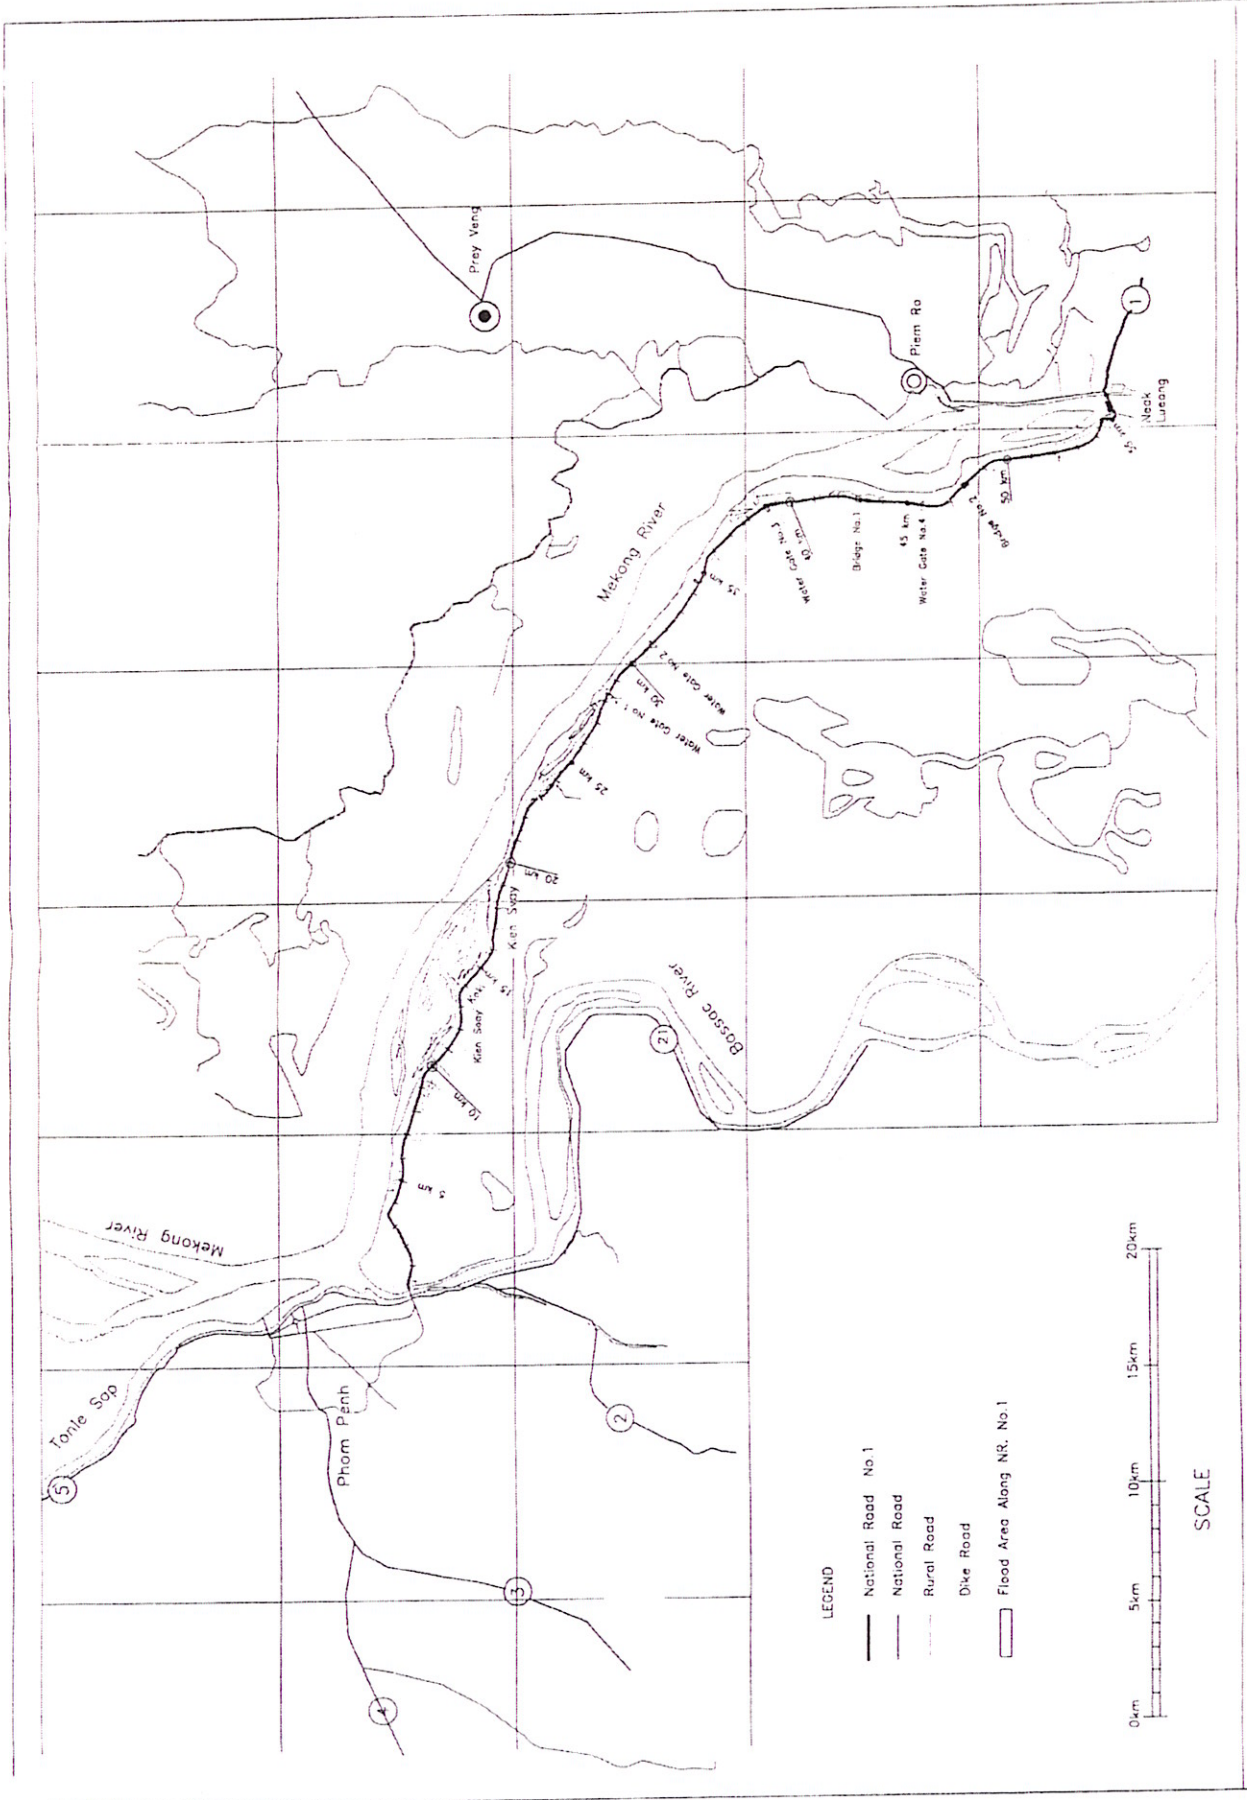 Tonle Sap
Mekong River
5
Phom Penh
4
3
2
5 km
10 km
Kien Svay
15 km
Kien Svay
20 km
Bassac River
21
25 km
Water Gate No 1
30 km
Water Gate No.2
Mekong River
35 km
Water Gate No.3
40 km
Bridge No.1
45 km
Water Gate No.4
Bridge No.2
50 km
55 km
Neak
Lueang
1
Piem Ro
Prey Veng
LEGEND
National Road No.1
National Road
Rural Road
Dike Road
Flood Area Along NR. No.1
0km 5km 10km 15km 20km
SCALE